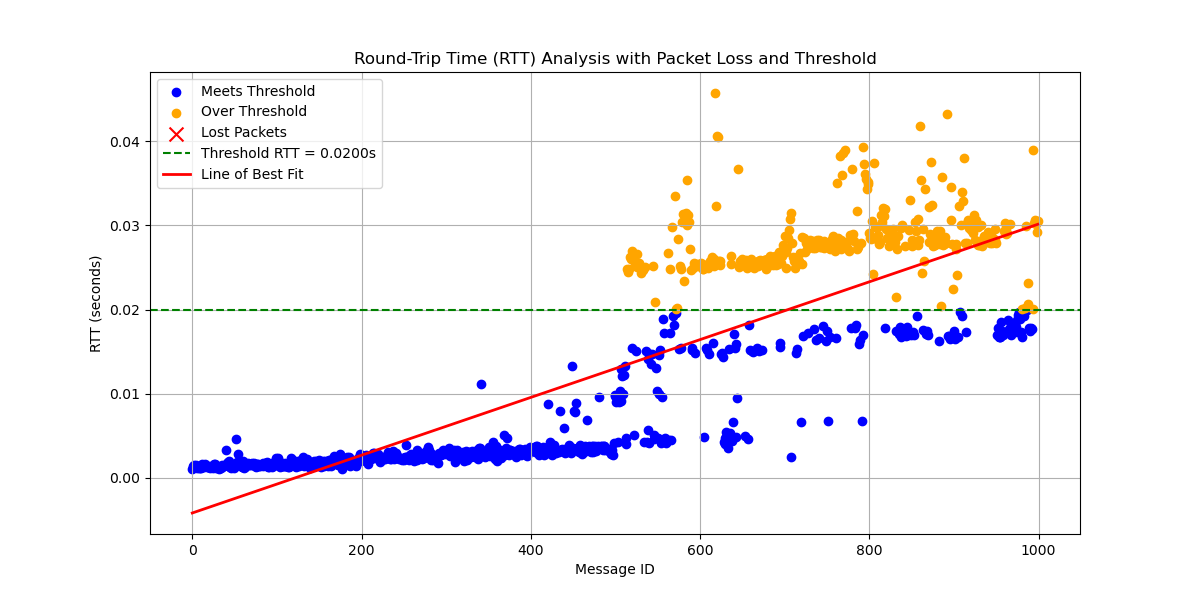 Round-Trip Time (RTT) Analysis with Packet Loss and Threshold
Meets Threshold
Over Threshold
Lost Packets
Threshold RTT = 0.0200s
Line of Best Fit
RTT (seconds)
0.04
0.03
0.02
0.01
0.00
0 200 400 600 800 1000
Message ID